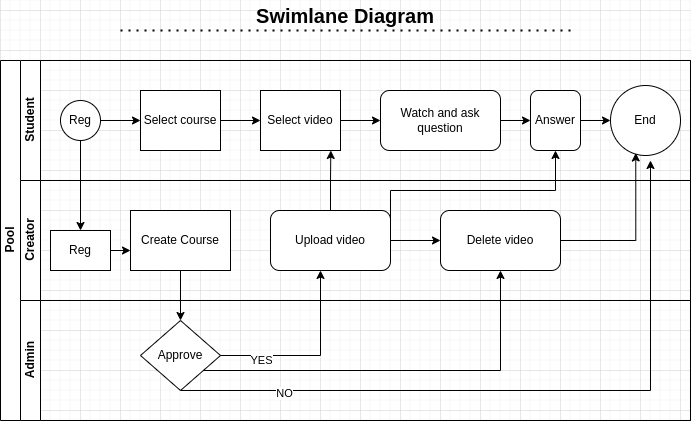 Swimlane Diagram
Pool
Student
Reg
Select course
Select video
Watch and ask
question
Answer
End
Creator
Reg
Create Course
Upload video
Delete video
Admin
Approve
YES
NO